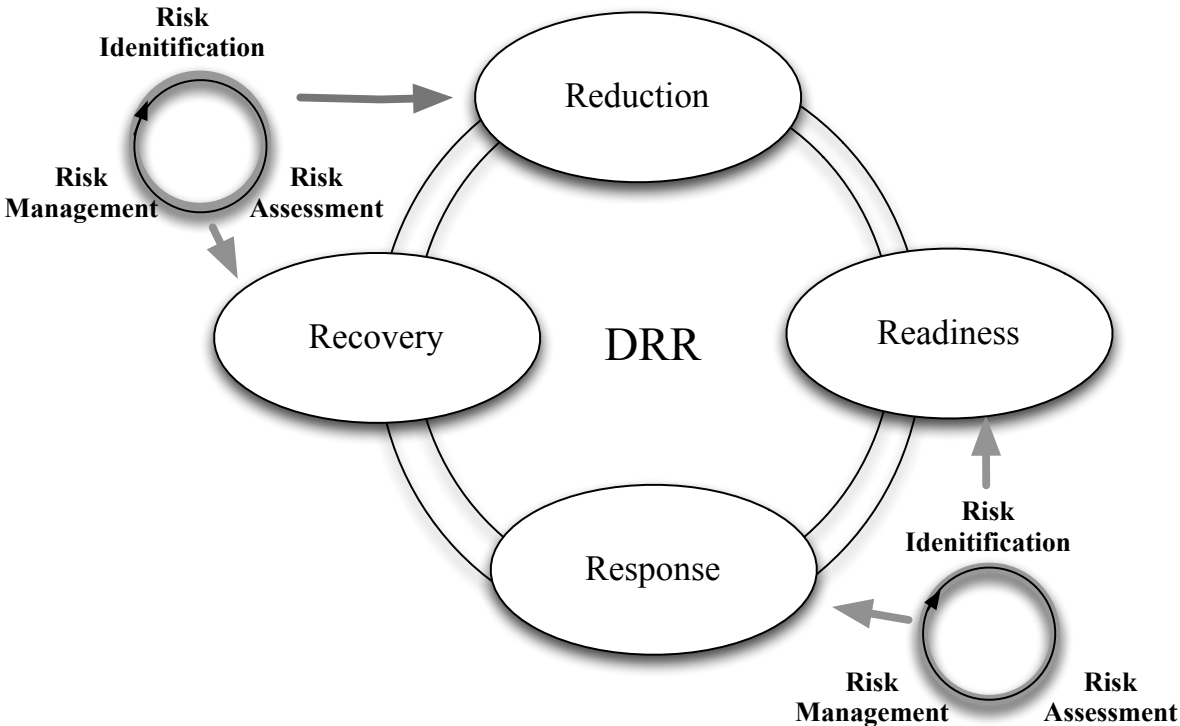 Risk
Idenitification
Risk
Management
Risk
Assessment
Reduction
Recovery
DRR
Readiness
Response
Risk
Idenitification
Risk
Management
Risk
Assessment